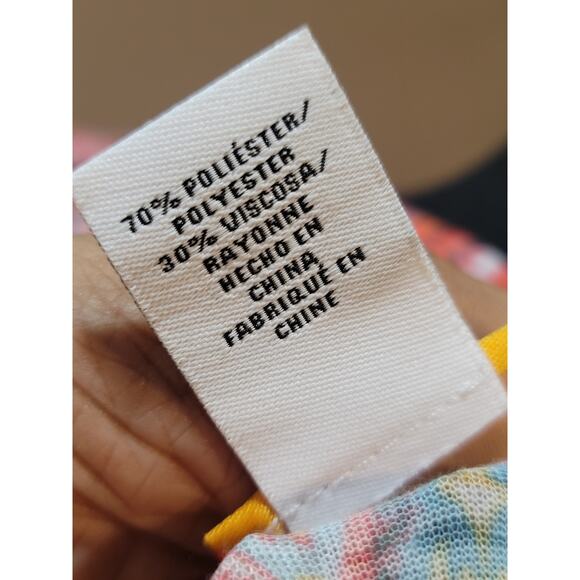 70% POLIÉSTER/
POLYESTER
30% VISCOSA/
RAYONNE
HECHO EN
CHINA
FABRIQUÉ EN
CHINE